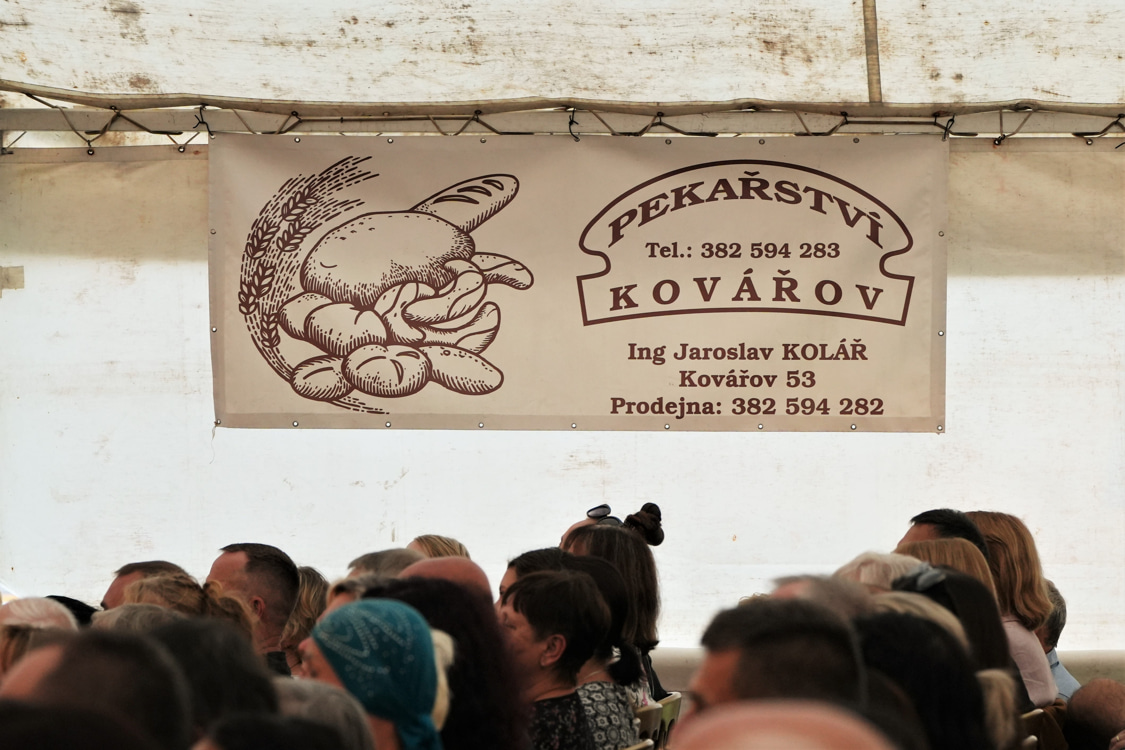 PEKAŘSTVÍ
Tel.: 382 594 283
KOVÁŘOV
Ing Jaroslav KOLÁŘ
Kovářov 53
Prodejna: 382 594 282